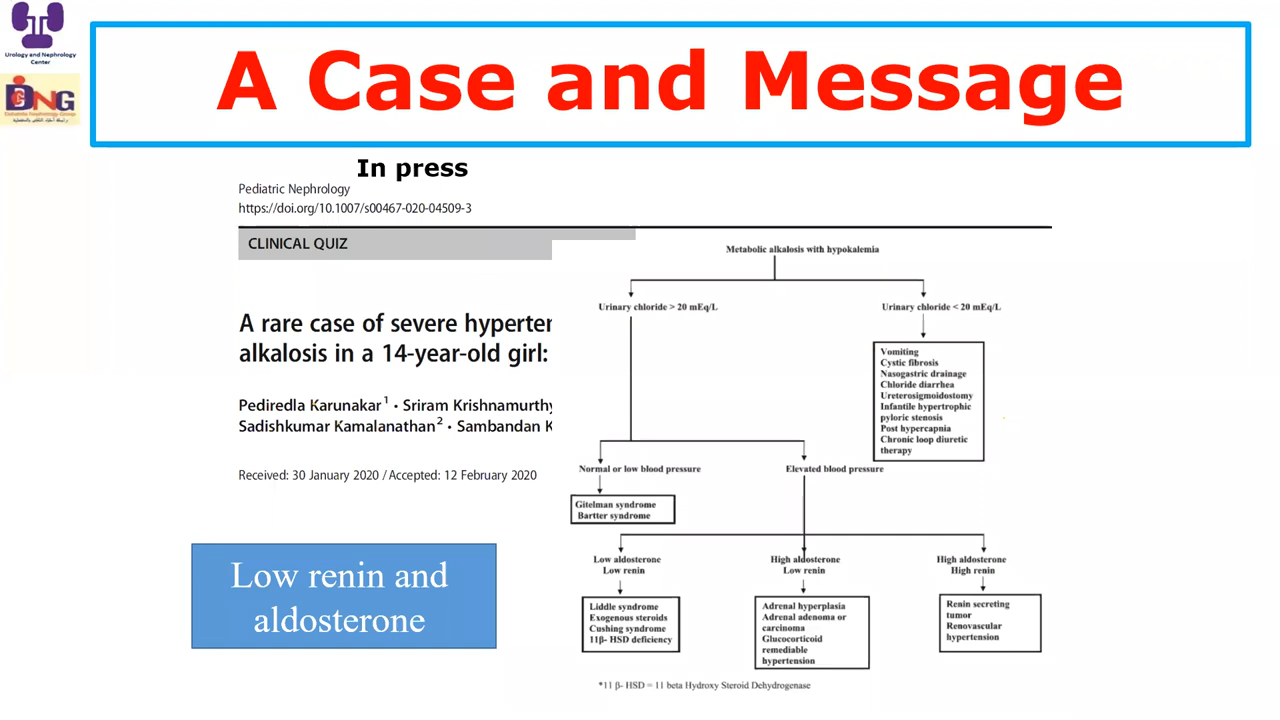 Urology and Nephrology
Center
DNG
A Case and Message
In press
Pediatric Nephrology
https://doi.org/10.1007/s00467-020-04509-3
CLINICAL QUIZ
A rare case of severe hyperten
alkalosis in a 14-year-old girl:
Pediredla Karunakar1 • Sriram Krishnamurthy
Sadishkumar Kamalanathan2 • Sambandan K
Received: 30 January 2020 / Accepted: 12 February 2020
Low renin and
aldosterone
Metabolic alkalosis with hypokalemia
Urinary chloride > 20 mEq/L
Urinary chloride < 20 mEq/L
Vomiting
Cystic fibrosis
Nasogastric drainage
Chloride diarrhea
Ureterosigmoidostomy
Infantile hypertrophic
pyloric stenosis
Post hypercapnia
Chronic loop diuretic
therapy
Normal or low blood pressure
Elevated blood pressure
Gitelman syndrome
Bartter syndrome
Low aldosterone
Low renin
High aldosterone
Low renin
High aldosterone
High renin
Liddle syndrome
Exogenous steroids
Cushing syndrome
11β- HSD deficiency
Adrenal hyperplasia
Adrenal adenoma or
carcinoma
Glucocorticoid
remediable
hypertension
Renin secreting
tumor
Renovascular
hypertension
*11 β- HSD = 11 beta Hydroxy Steroid Dehydrogenase